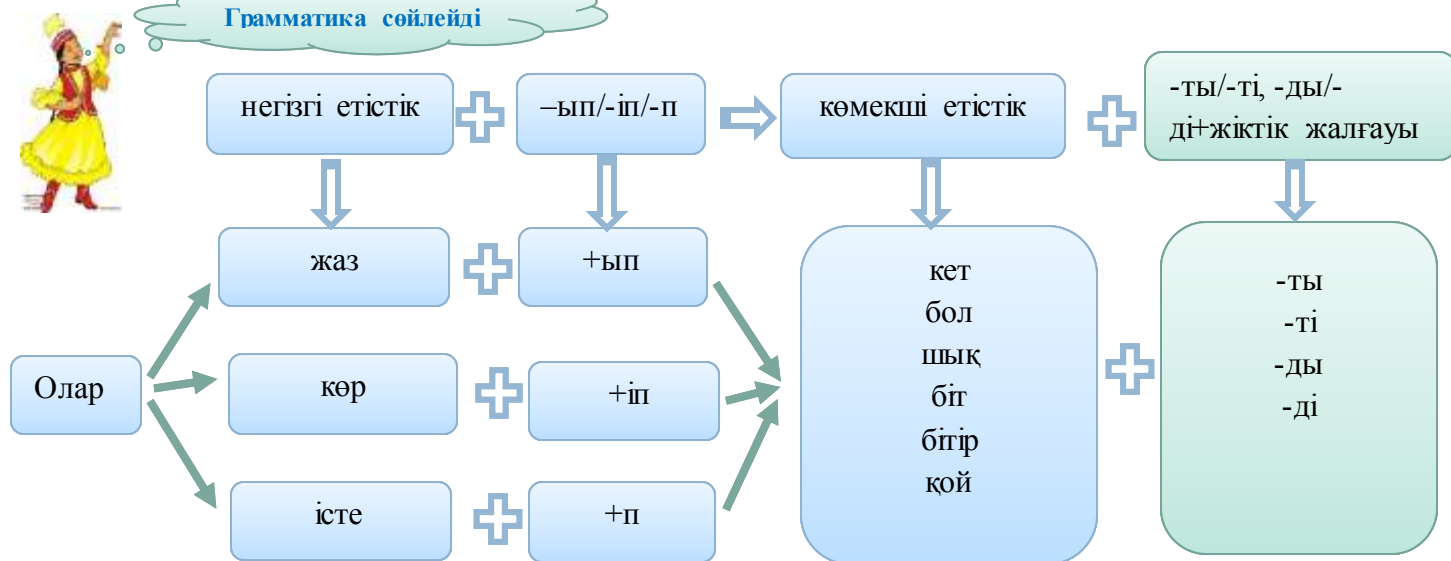 Грамматика сөйлейді
негізгі етістік
–ып/-іп/-п
көмекші етістік
-ты/-ті, -ды/-
ді+жіктік жалғауы
жаз
+ып
Олар
көр
+іп
істе
+п
кет
бол
шық
біт
бітір
қой
-ты
-ті
-ды
-ді